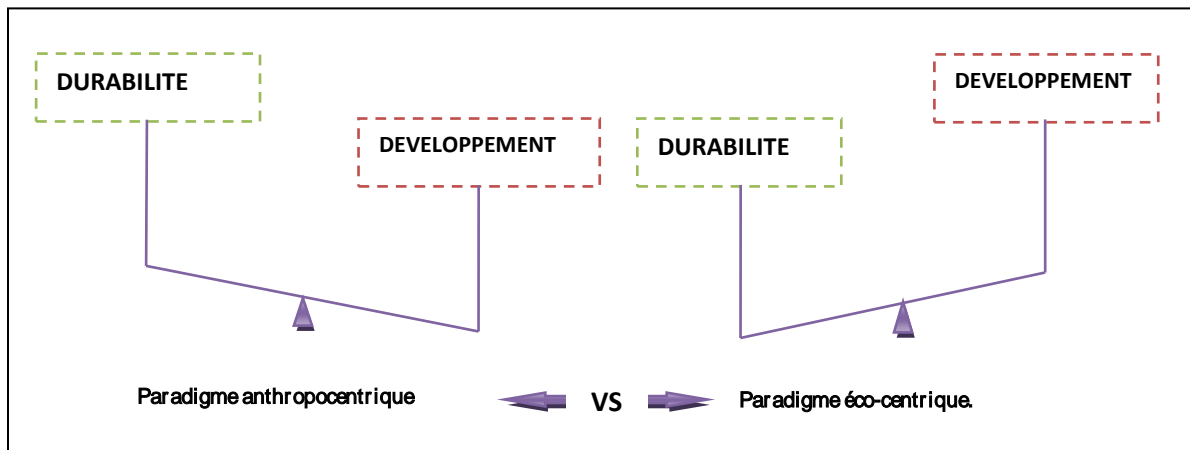 DURABILITE
DEVELOPPEMENT
DURABILITE
DEVELOPPEMENT
Paradigme anthropocentrique
VS
Paradigme éco-centrique.